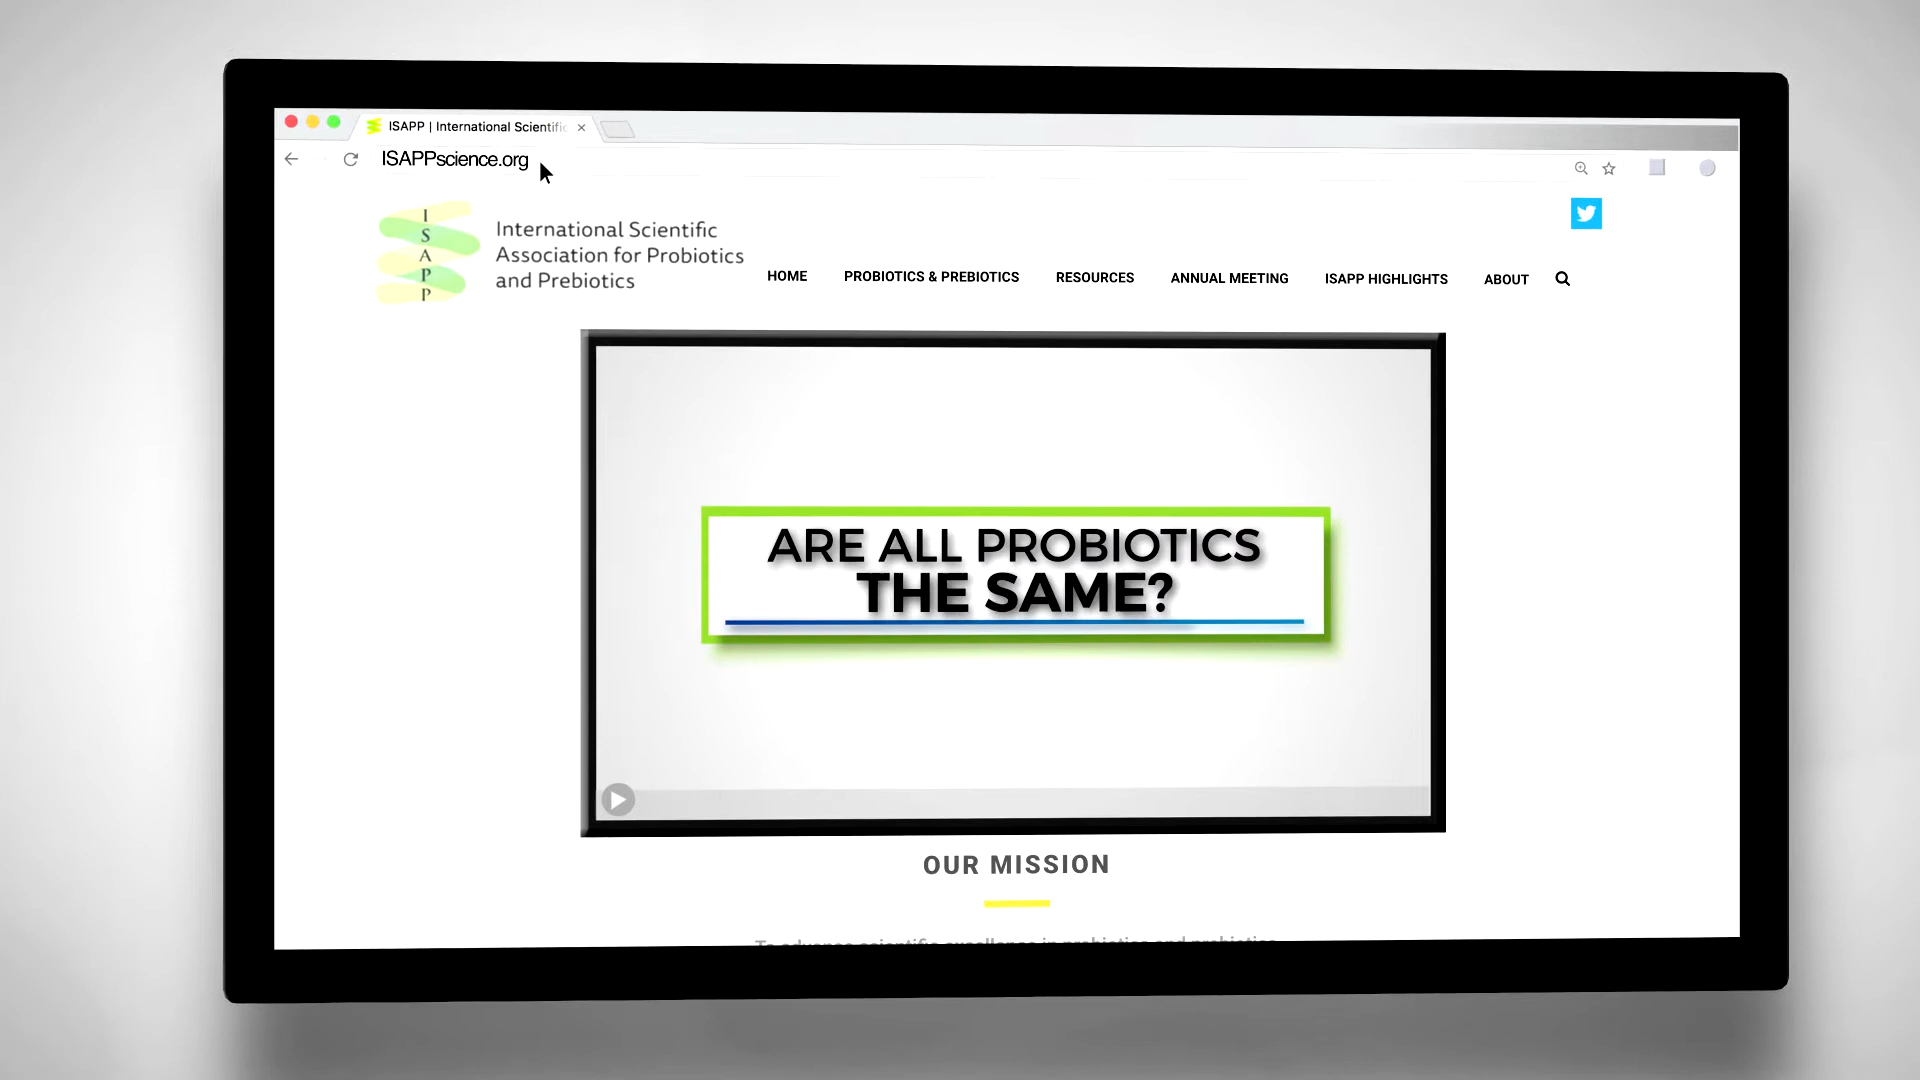 ISAPP | International Scientific
ISAPPscience.org
I
S
A
P
P
International Scientific
Association for Probiotics
and Prebiotics
HOME
PROBIOTICS & PREBIOTICS
RESOURCES
ANNUAL MEETING
ISAPP HIGHLIGHTS
ABOUT
ARE ALL PROBIOTICS
THE SAME?
OUR MISSION